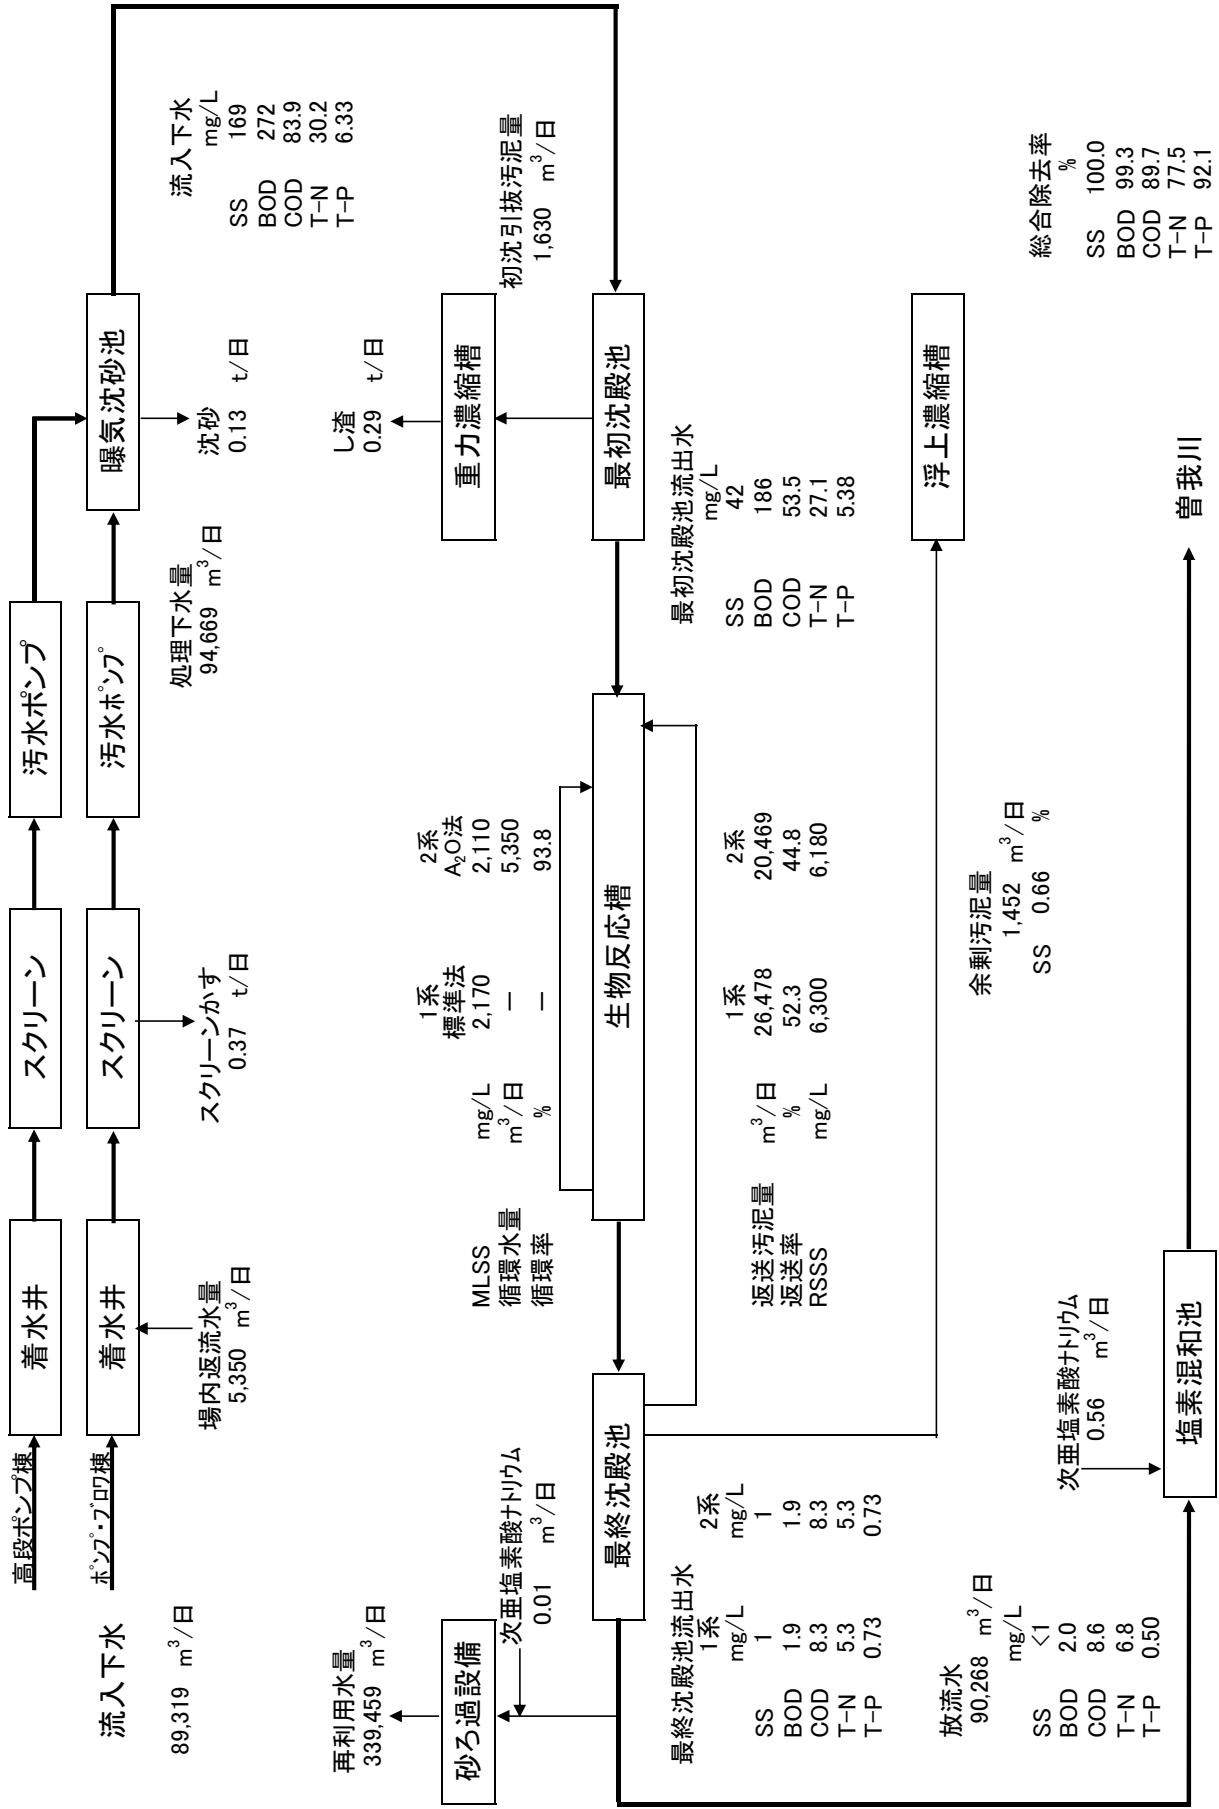 高段ポンプ棟
着水井
スクリーン
汚水ポンプ
ﾎﾟﾝﾌﾟ・ﾌﾞﾛﾜ棟
着水井
スクリーン
汚水ﾎﾟﾝﾌﾟ
曝気沈砂池
流入下水
89,319 m³/日
場内返流水量
5,350 m³/日
スクリーンかす
0.37 t/日
処理下水量
94,669 m³/日
沈砂
0.13 t/日
流入下水
mg/L
SS 169
BOD 272
COD 83.9
T-N 30.2
T-P 6.33
再利用水量
339,459 m³/日
砂ろ過設備
次亜塩素酸ﾅﾄﾘｳﾑ
0.01 m³/日
1系 2系
標準法 A₂O法
MLSS mg/L 2,170 2,110
循環水量 m³/日 － 5,350
循環率 % － 93.8
し渣
0.29 t/日
重力濃縮槽
初沈引抜汚泥量
1,630 m³/日
最終沈殿池
生物反応槽
最初沈殿池
最終沈殿池流出水
1系 2系
mg/L mg/L
SS 1 1
BOD 1.9 1.9
COD 8.3 8.3
T-N 5.3 5.3
T-P 0.73 0.73
1系 2系
返送汚泥量 m³/日 26,478 20,469
返送率 % 52.3 44.8
RSSS mg/L 6,300 6,180
最初沈殿池流出水
mg/L
SS 42
BOD 186
COD 53.5
T-N 27.1
T-P 5.38
浮上濃縮槽
余剰汚泥量
1,452 m³/日
SS 0.66 %
放流水
90,268 m³/日
mg/L
SS <1
BOD 2.0
COD 8.6
T-N 6.8
T-P 0.50
次亜塩素酸ﾅﾄﾘｳﾑ
0.56 m³/日
塩素混和池
曽我川
総合除去率
%
SS 100.0
BOD 99.3
COD 89.7
T-N 77.5
T-P 92.1